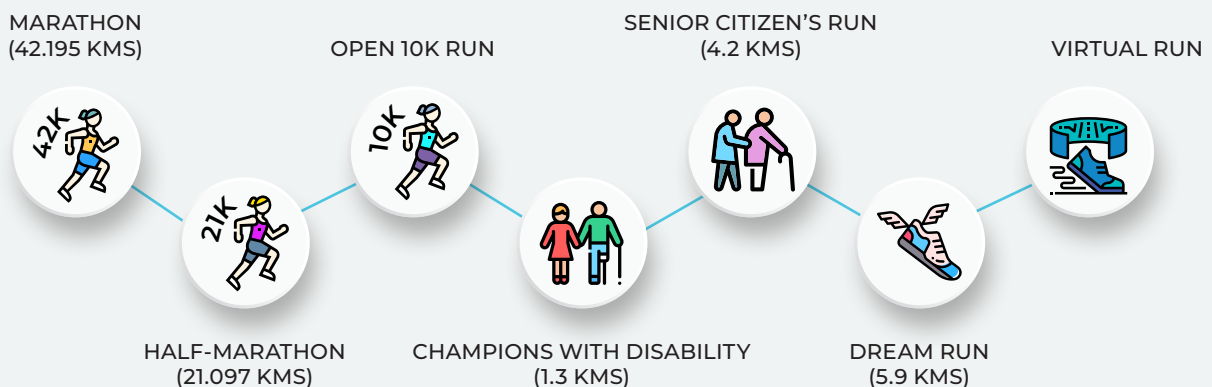 MARATHON
(42.195 KMS)
OPEN 10K RUN
SENIOR CITIZEN'S RUN
(4.2 KMS)
VIRTUAL RUN
42K
21K
10K
HALF-MARATHON
(21.097 KMS)
CHAMPIONS WITH DISABILITY
(1.3 KMS)
DREAM RUN
(5.9 KMS)